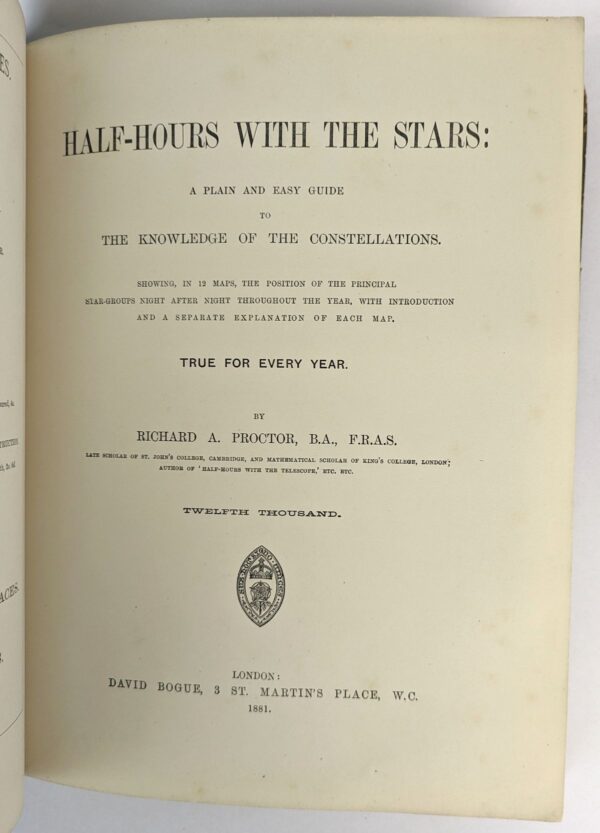 ES,
HALF-HOURS WITH THE STARS:
A PLAIN AND EASY GUIDE
TO
THE KNOWLEDGE OF THE CONSTELLATIONS.
SHOWING, IN 12 MAPS, THE POSITION OF THE PRINCIPAL
STAR-GROUPS NIGHT AFTER NIGHT THROUGHOUT THE YEAR, WITH INTRODUCTION
AND A SEPARATE EXPLANATION OF EACH MAP.
TRUE FOR EVERY YEAR.
BY
RICHARD A. PROCTOR, B.A., F.R.A.S.
LATE SCHOLAR OF ST. JOHN'S COLLEGE, CAMBRIDGE, AND MATHEMATICAL SCHOLAR OF KING'S COLLEGE, LONDON;
AUTHOR OF 'HALF-HOURS WITH THE TELESCOPE,' ETC. ETC.
TWELFTH THOUSAND.
ACES.
LONDON:
DAVID BOGUE, 3 ST. MARTIN'S PLACE, W.C.
1881.